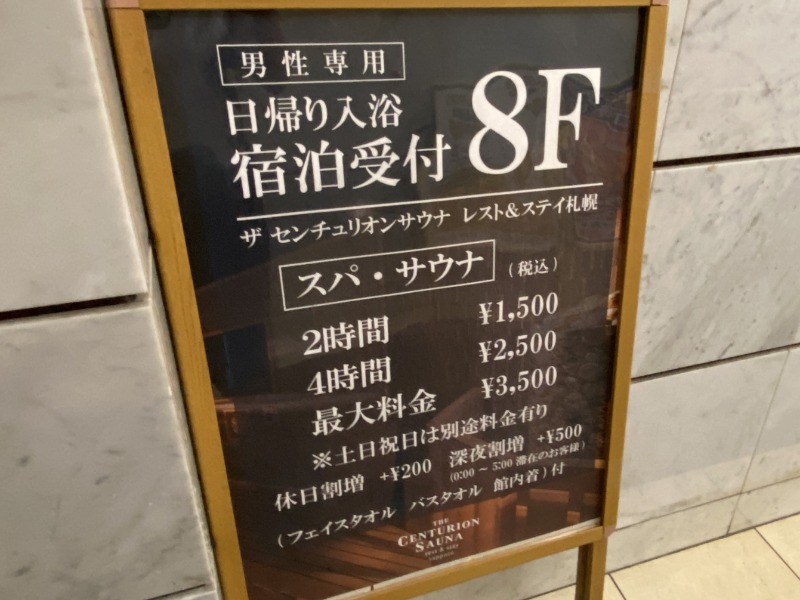 男性専用
日帰り入浴
宿泊受付 8F
ザ センチュリオンサウナ レスト&ステイ札幌
スパ・サウナ (税込)
2時間 ¥1,500
4時間 ¥2,500
最大料金 ¥3,500
※土日祝日は別途料金有り
休日割増 +¥200 深夜割増 +¥500
(0:00～5:00 滞在のお客様)
(フェイスタオル バスタオル 館内着)付
THE
CENTURION
SAUNA
rest & stay
sapporo